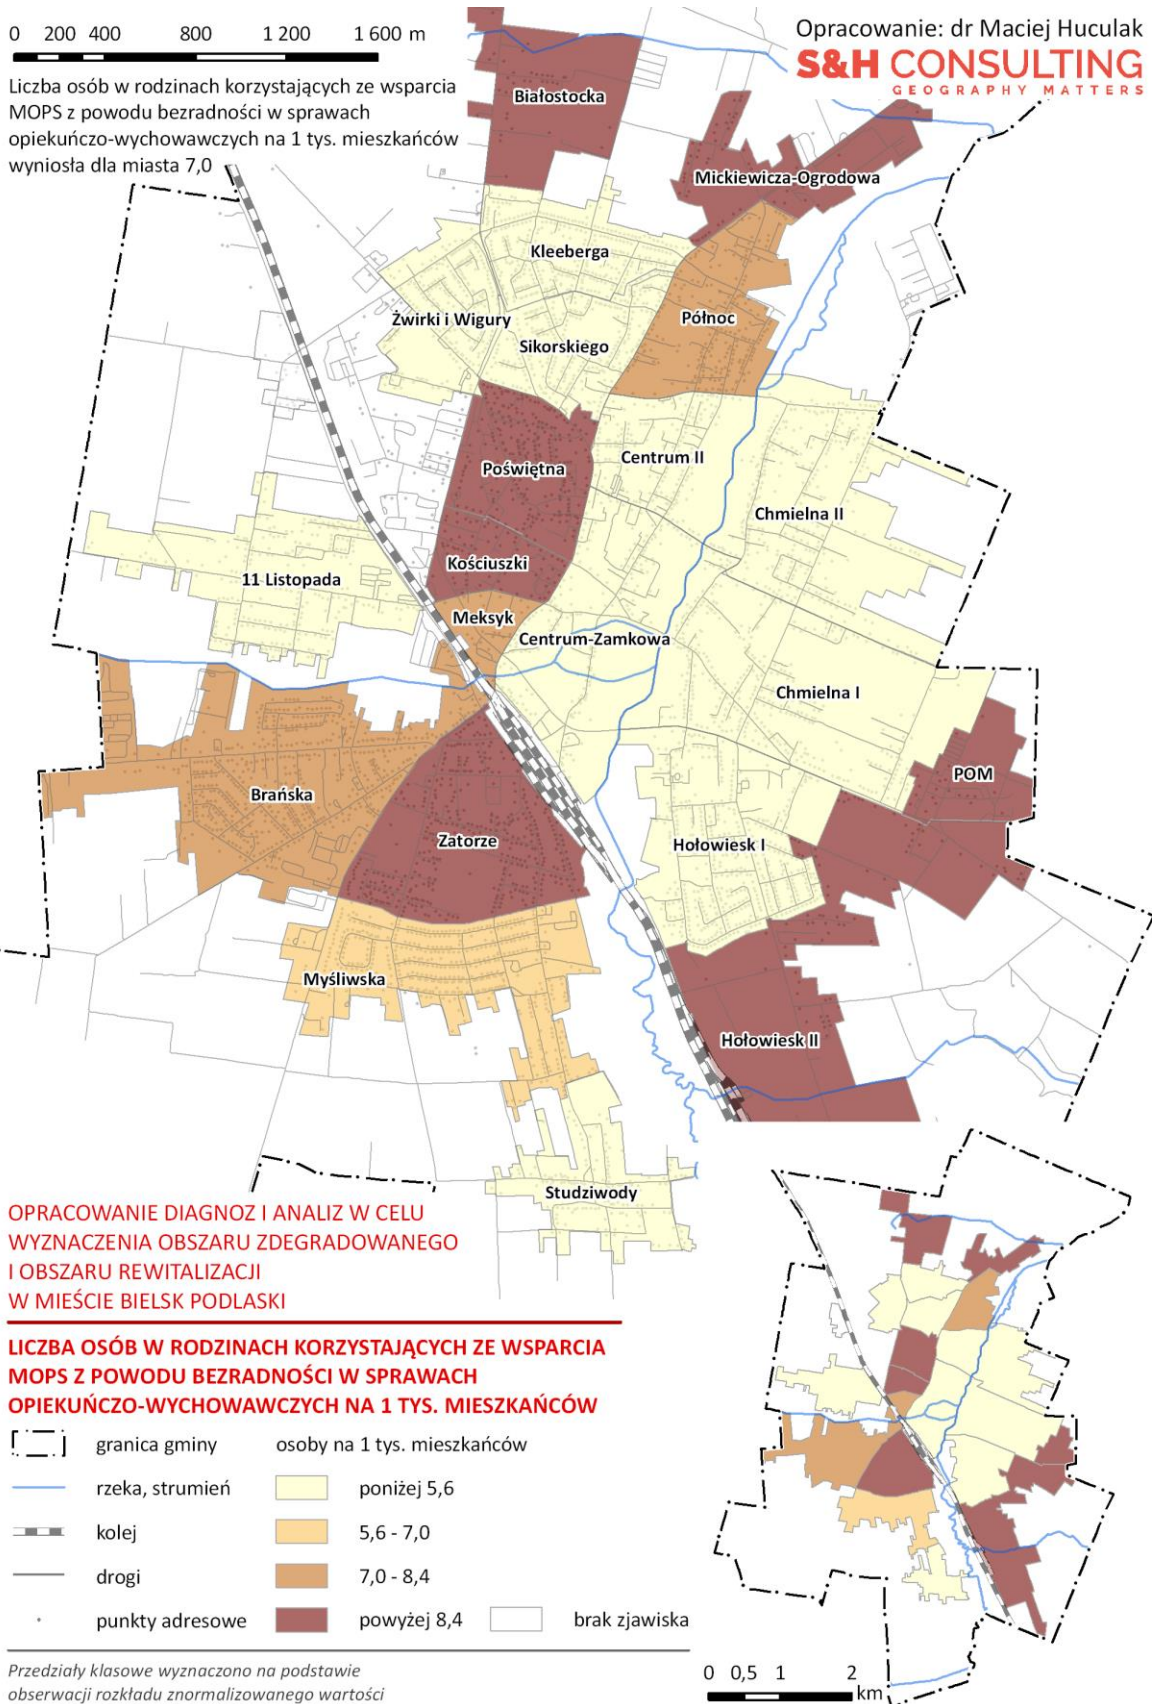 0 200 400 800 1 200 1 600 m
Liczba osób w rodzinach korzystających ze wsparcia
MOPS z powodu bezradności w sprawach
opiekuńczo-wychowawczych na 1 tys. mieszkańców
wyniosła dla miasta 7,0
Opracowanie: dr Maciej Huculak
S&H CONSULTING
GEOGRAPHY MATTERS
Białostocka
Mickiewicza-Ogrodowa
Kleeberga
Żwirki i Wigury
Północ
Sikorskiego
Centrum II
Poświętna
Chmielna II
Kościuszki
11 Listopada
Meksyk
Centrum-Zamkowa
Chmielna I
POM
Brańska
Zatorze
Hołowiesk I
Myśliwska
Hołowiesk II
Studziwody
OPRACOWANIE DIAGNOZ I ANALIZ W CELU
WYZNACZENIA OBSZARU ZDEGRADOWANEGO
I OBSZARU REWITALIZACJI
W MIEŚCIE BIELSK PODLASKI
LICZBA OSÓB W RODZINACH KORZYSTAJĄCYCH ZE WSPARCIA
MOPS Z POWODU BEZRADNOŚCI W SPRAWACH
OPIEKUŃCZO-WYCHOWAWCZYCH NA 1 TYS. MIESZKAŃCÓW
granica gminy osoby na 1 tys. mieszkańców
rzeka, strumień poniżej 5,6
kolej 5,6 - 7,0
drogi 7,0 - 8,4
punkty adresowe powyżej 8,4 brak zjawiska
Przedziały klasowe wyznaczono na podstawie
obserwacji rozkładu znormalizowanego wartości
0 0,5 1 2
km